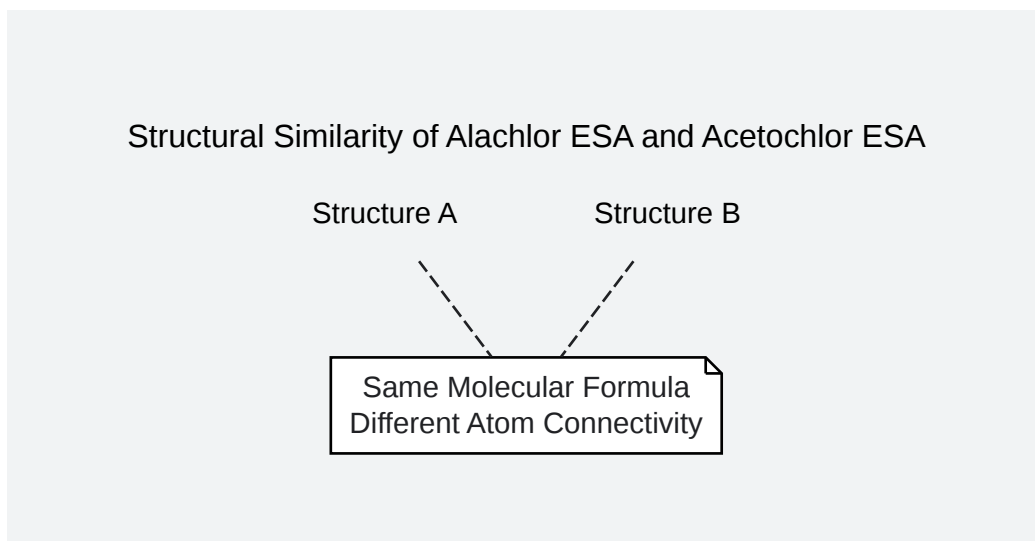 Structural Similarity of Alachlor ESA and Acetochlor ESA
Structure A
Structure B
Same Molecular Formula
Different Atom Connectivity